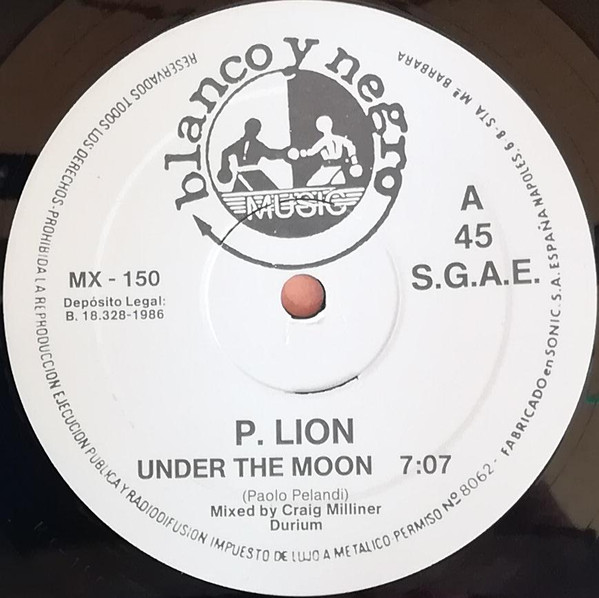 blanco y negro
MUSIC
A
45
S.G.A.E.
MX - 150
Depósito Legal:
B. 18.328-1986
P. LION
UNDER THE MOON 7:07
(Paolo Pelandi)
Mixed by Craig Milliner
Durium
RESERVADOS TODOS LOS DERECHOS·PROHIBIDA LA REPRODUCCION EJECUCION PUBLICA Y RADIODIFUSION IMPUESTO DE LUJO A METALICO·PERMISO Nº 8062·FABRICADO en SONIC. S.A. ESPAÑA NAPOLES, 6 8·STA Mª BARBARA